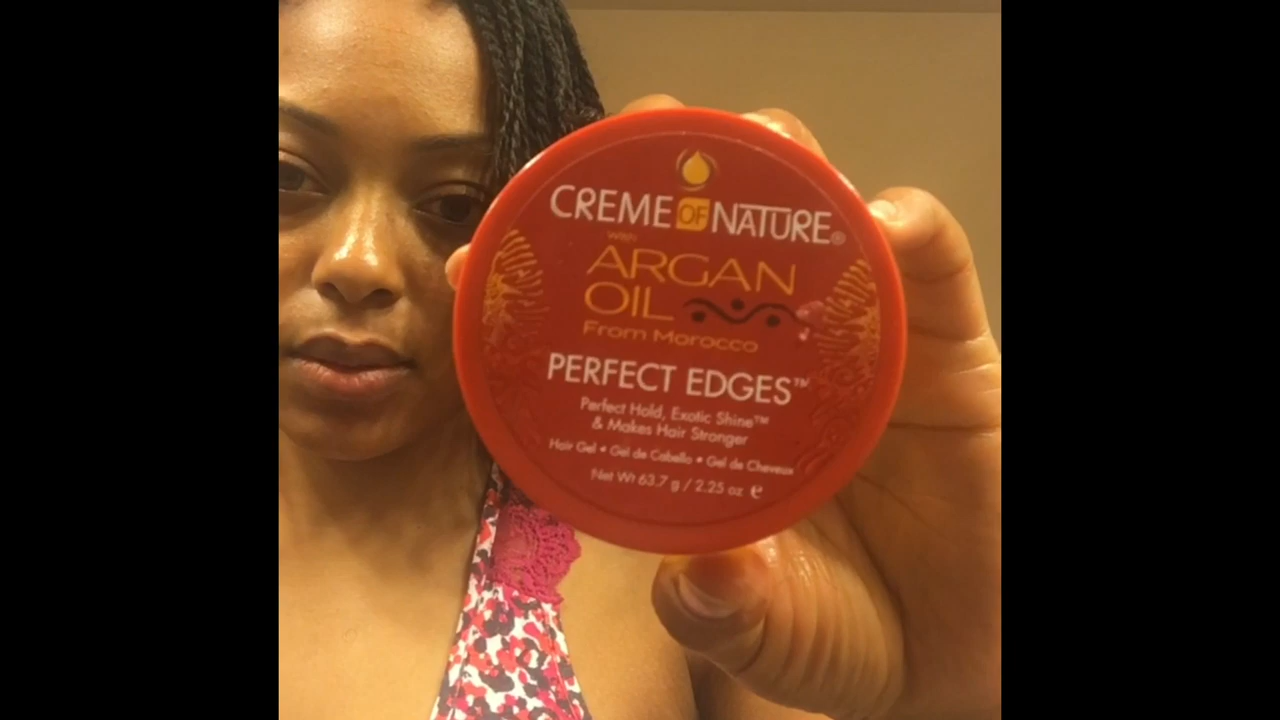 CREME OF NATURE®
with
ARGAN
OIL
From Morocco
PERFECT EDGES™
Perfect Hold, Exotic Shine™
& Makes Hair Stronger
Hair Gel • Gel de Cabello • Gel de Cheveux
Net Wt 63.7 g / 2.25 oz ℮